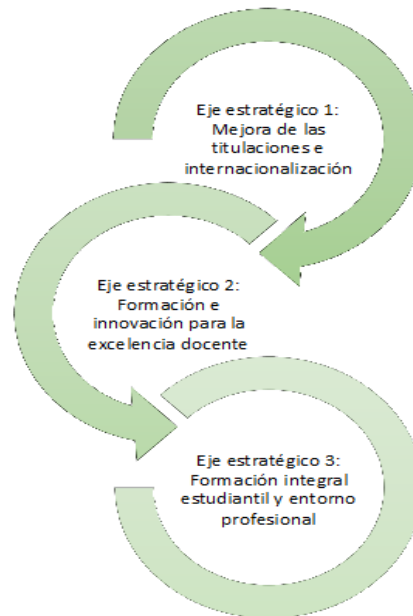 Eje estratégico 1:
Mejora de las
titulaciones e
internacionalización
Eje estratégico 2:
Formación e
innovación para la
excelencia docente
Eje estratégico 3:
Formación integral
estudiantil y entorno
profesional